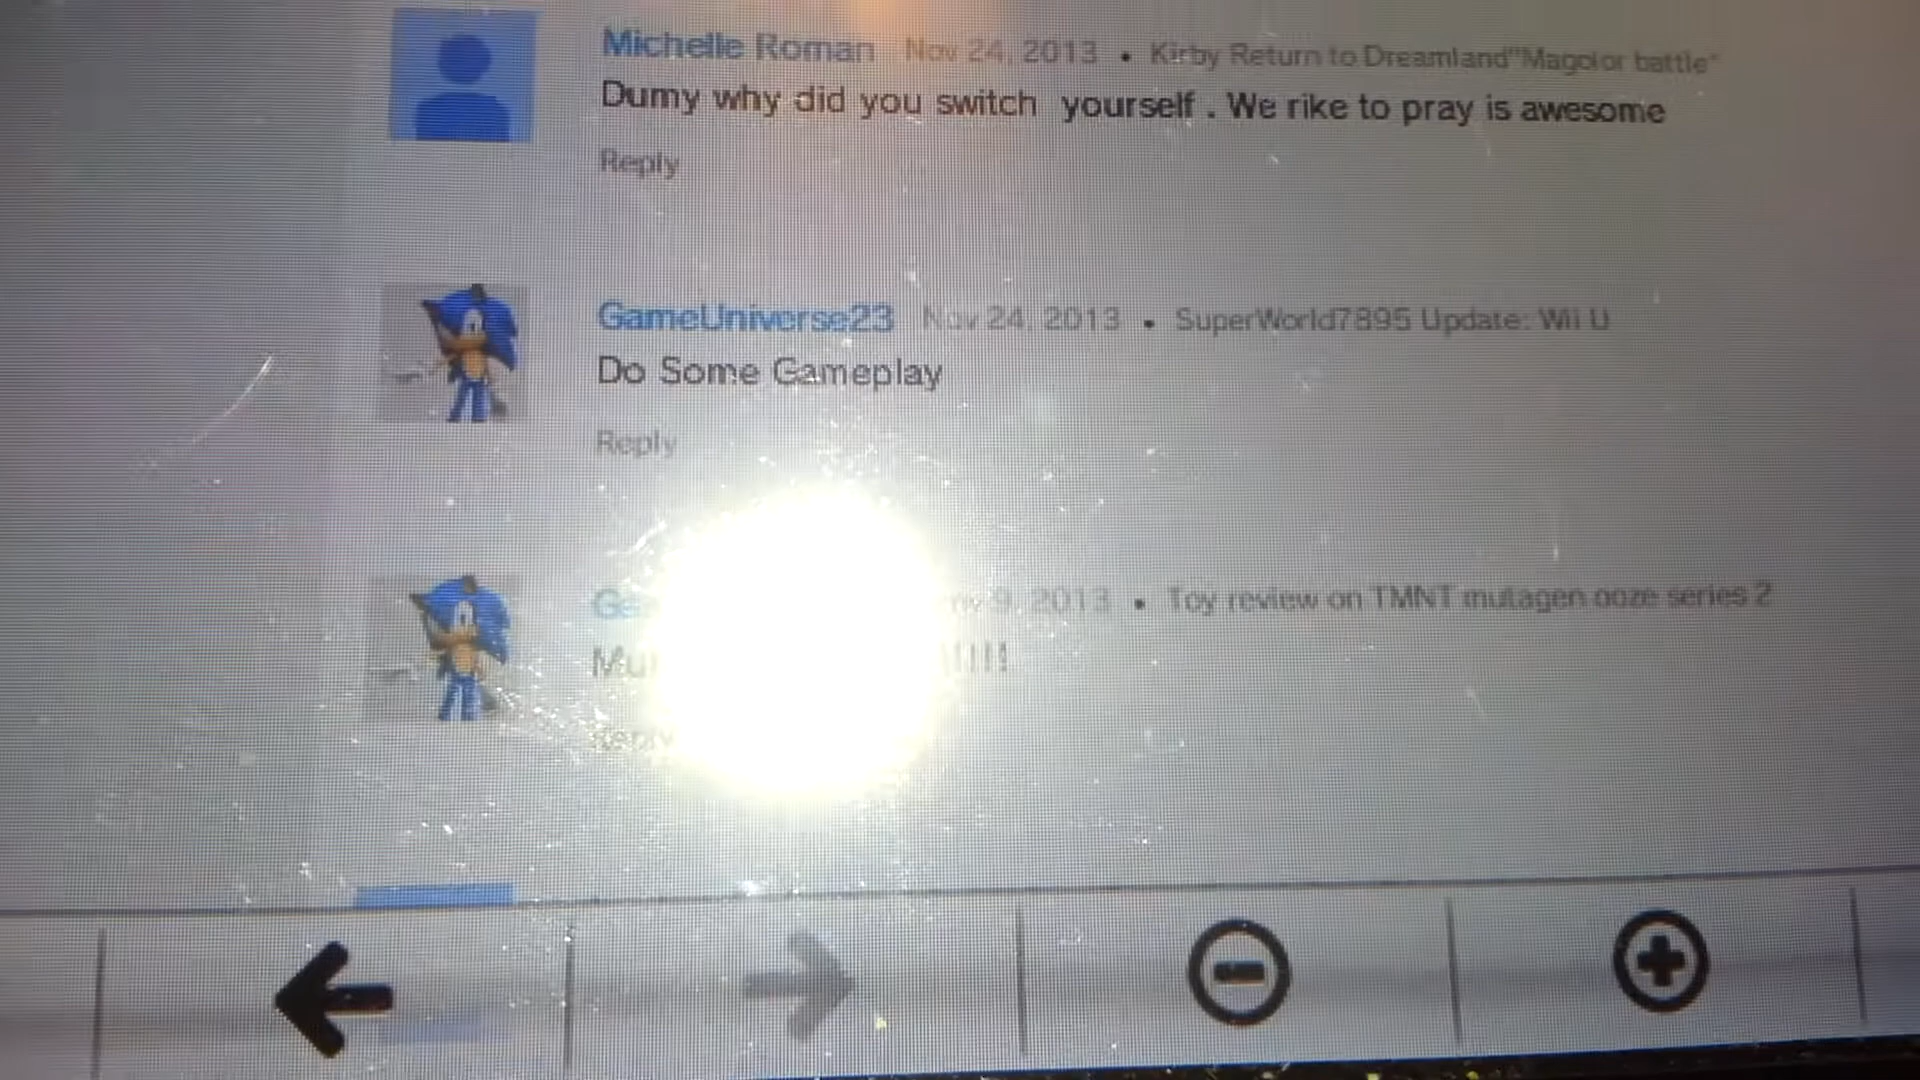 Michelle Roman Nov 24, 2013 • Kirby Return to Dreamland"Magolor battle"
Dumy why did you switch yourself . We rike to pray is awesome
Reply
GameUniverse23 Nov 24, 2013 • SuperWorld7895 Update: Wii U
Do Some Gameplay
Reply
9, 2013 • Toy review on TMNT mutagen ooze series 2
!!!!
Reply